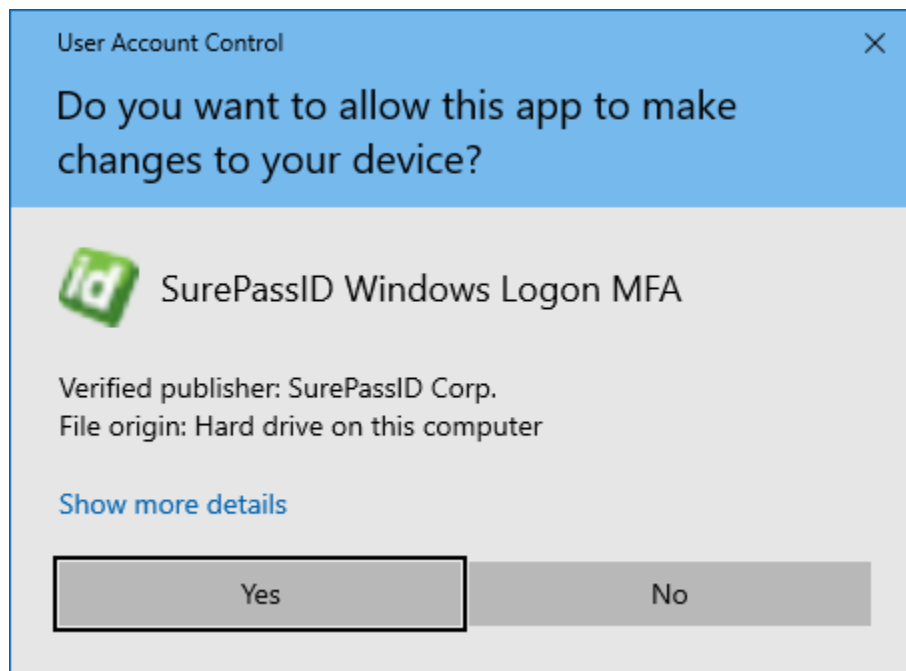 User Account Control
Do you want to allow this app to make
changes to your device?
id
SurePassID Windows Logon MFA
Verified publisher: SurePassID Corp.
File origin: Hard drive on this computer
Show more details
Yes
No